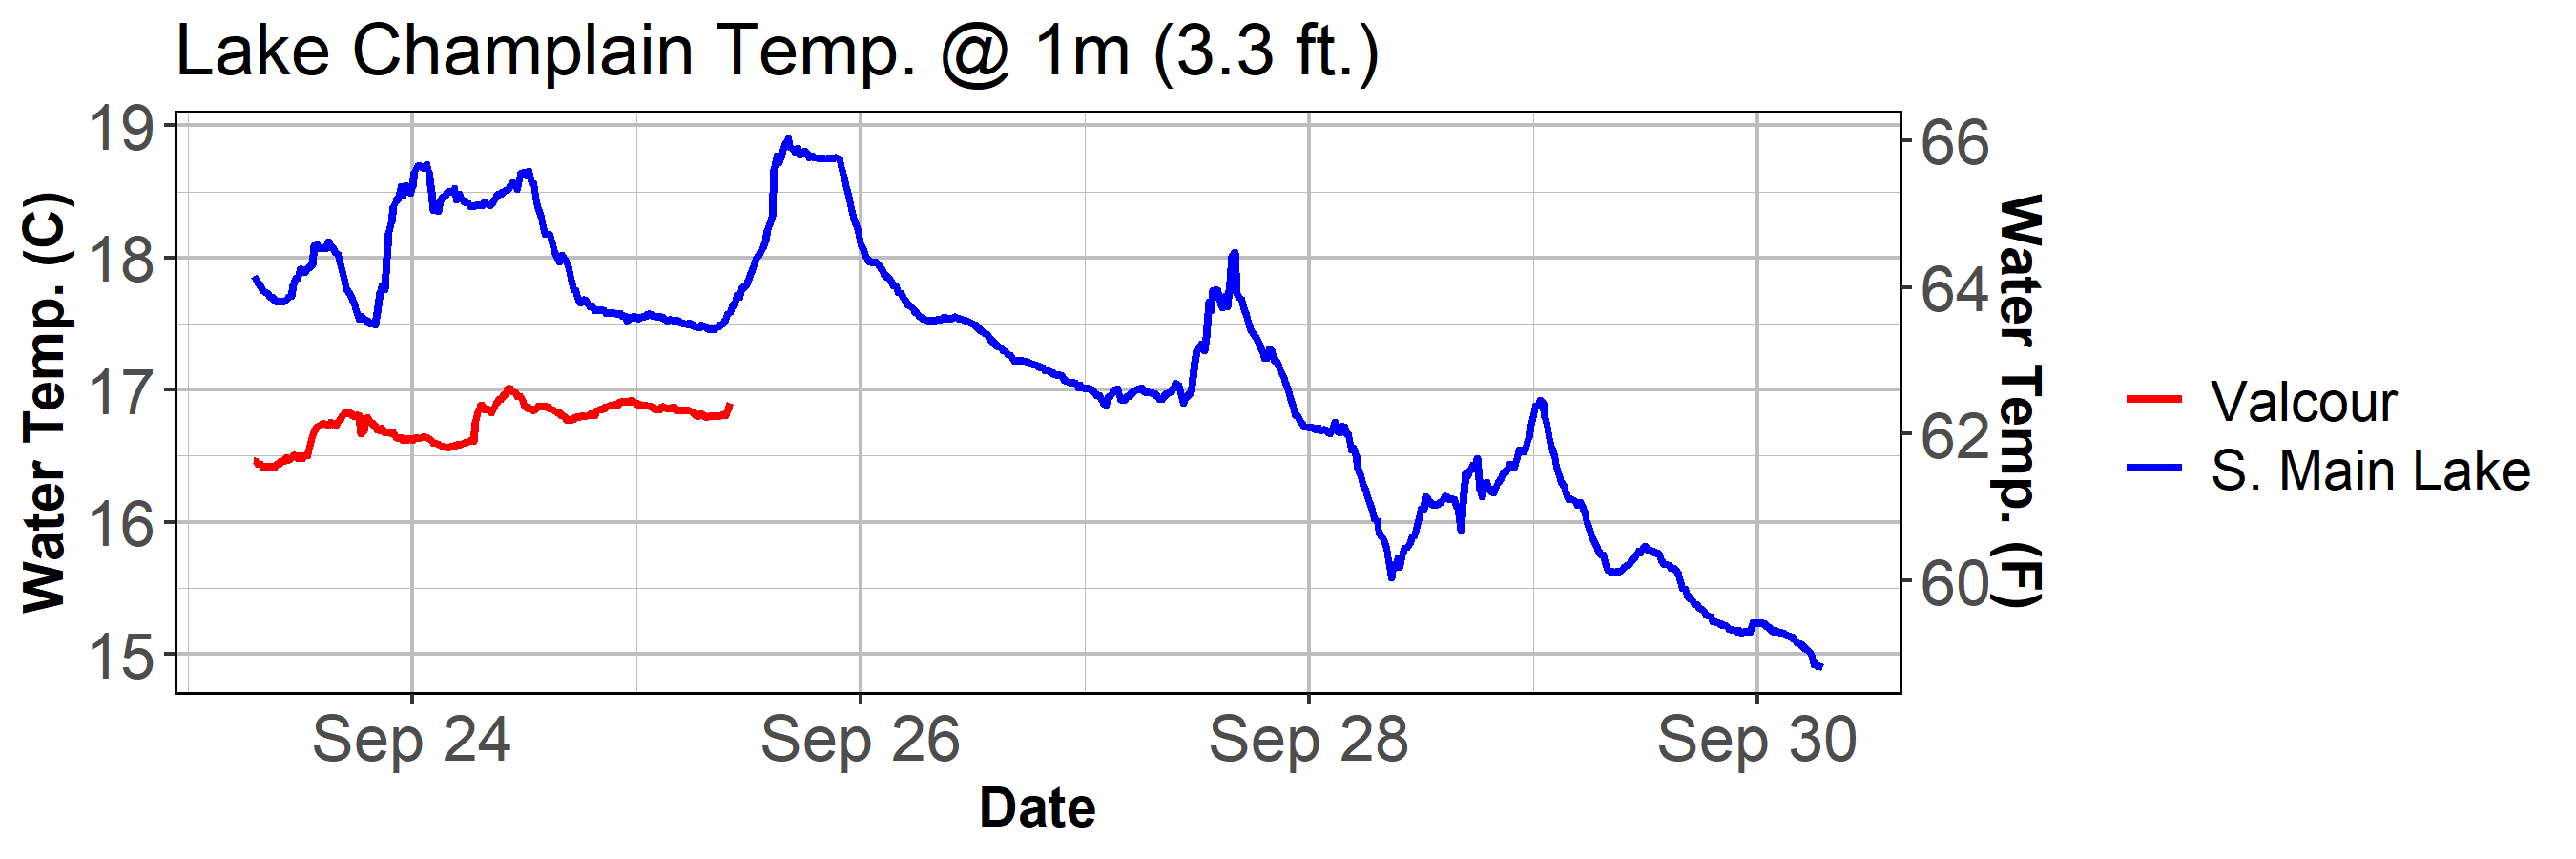 Lake Champlain Temp. @ 1m (3.3 ft.)
Water Temp. (C)
19
18
17
16
15
66
64
62
60
Water Temp. (F)
Sep 24
Sep 26
Sep 28
Sep 30
Date
Valcour
S. Main Lake